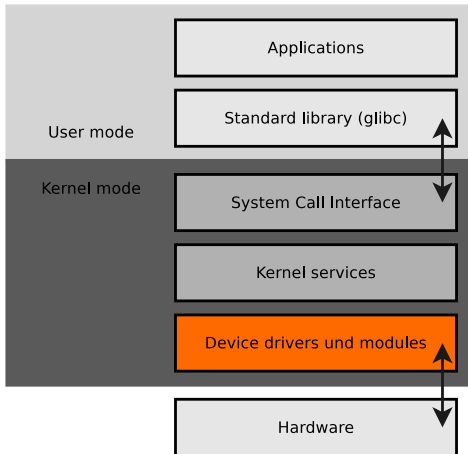 Applications
Standard library (glibc)
User mode
Kernel mode
System Call Interface
Kernel services
Device drivers und modules
Hardware